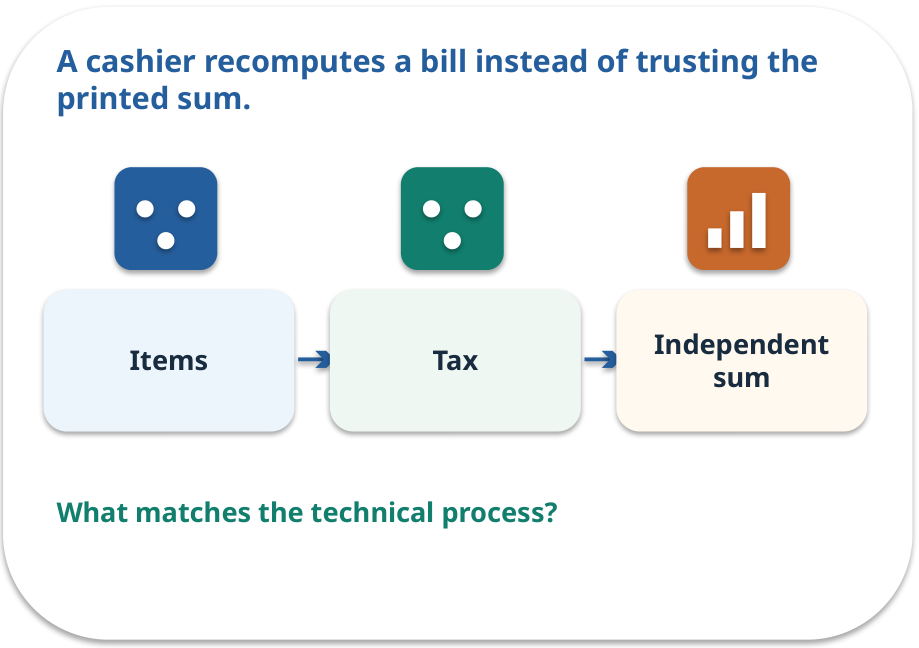 A cashier recomputes a bill instead of trusting the
printed sum.
Items
Tax
Independent
sum
What matches the technical process?